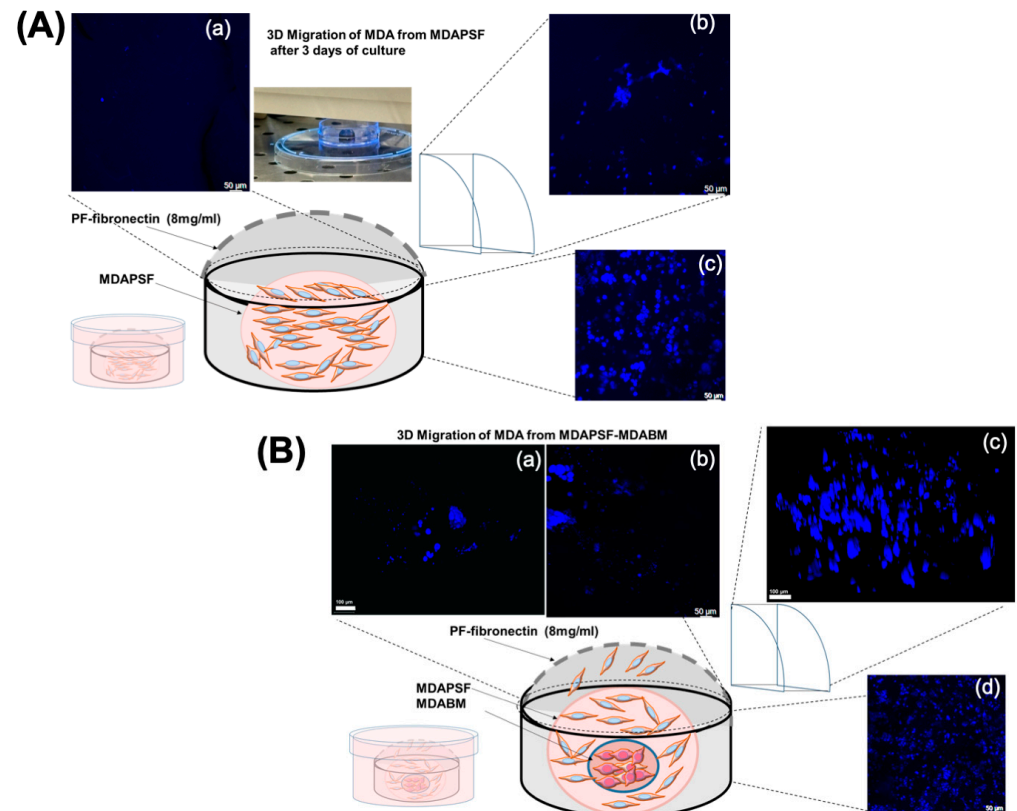 (A)
(a)
3D Migration of MDA from MDAPSF
after 3 days of culture
(b)
50 µm
50 µm
PF-fibronectin (8mg/ml)
MDAPSF
(c)
50 µm
(B)
3D Migration of MDA from MDAPSF-MDABM
(a)
(b)
(c)
100 µm
50 µm
100 µm
PF-fibronectin (8mg/ml)
MDAPSF
MDABM
(d)
50 µm